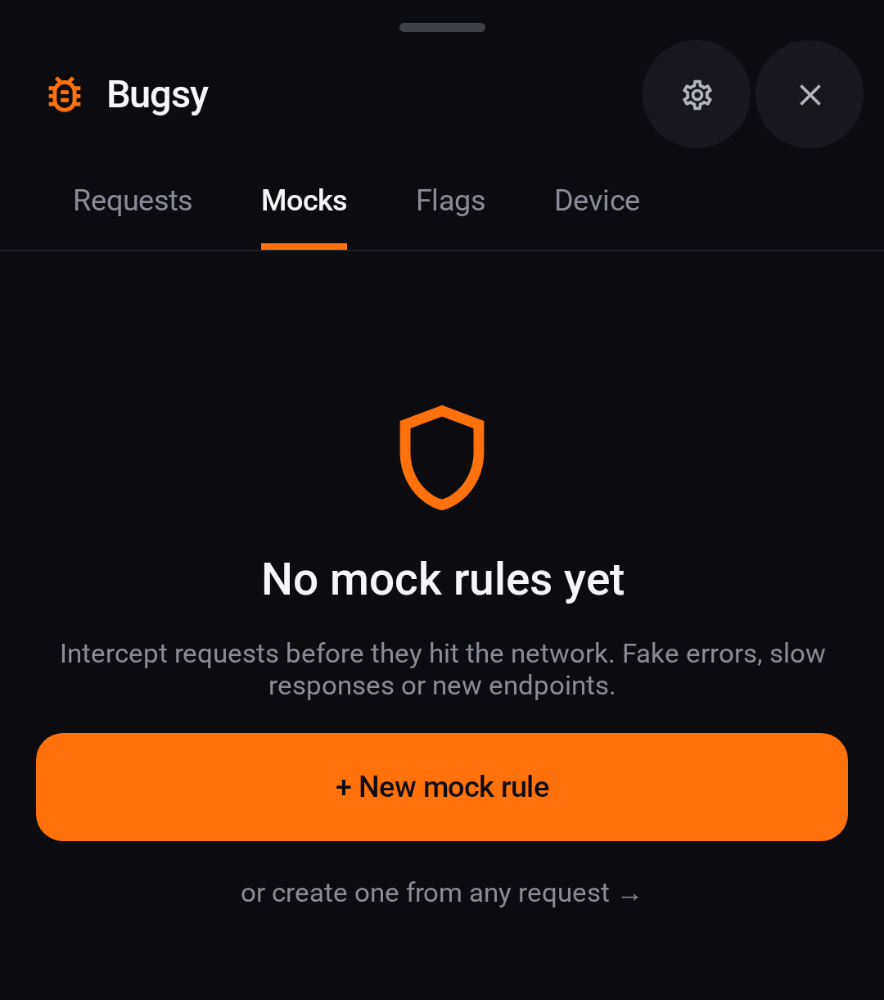 Bugsy
Requests Mocks Flags Device
No mock rules yet
Intercept requests before they hit the network. Fake errors, slow
responses or new endpoints.
+ New mock rule
or create one from any request →